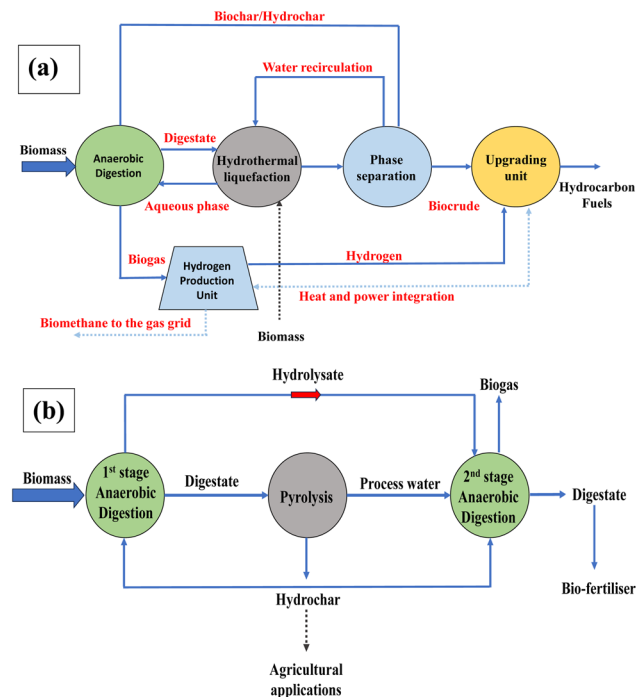 Biochar/Hydrochar
(a)
Water recirculation
Biomass
Anaerobic
Digestion
Digestate
Hydrothermal
liquefaction
Phase
separation
Upgrading
unit
Aqueous phase
Biocrude
Hydrocarbon
Fuels
Biogas
Hydrogen
Production
Unit
Hydrogen
Heat and power integration
Biomethane to the gas grid
Biomass
(b)
Hydrolysate
Biogas
Biomass
1st stage
Anaerobic
Digestion
Digestate
Pyrolysis
Process water
2nd stage
Anaerobic
Digestion
Digestate
Hydrochar
Bio-fertiliser
Agricultural
applications